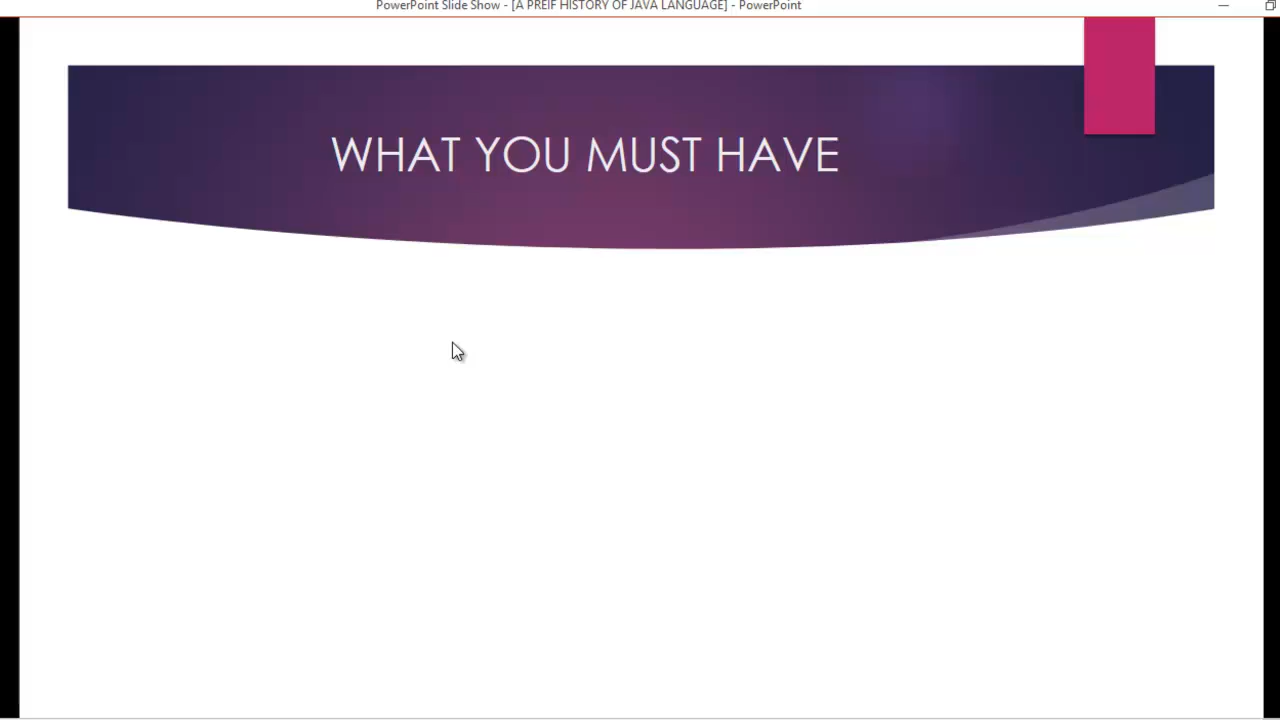 PowerPoint Slide Show - [A PREIF HISTORY OF JAVA LANGUAGE] - PowerPoint
WHAT YOU MUST HAVE